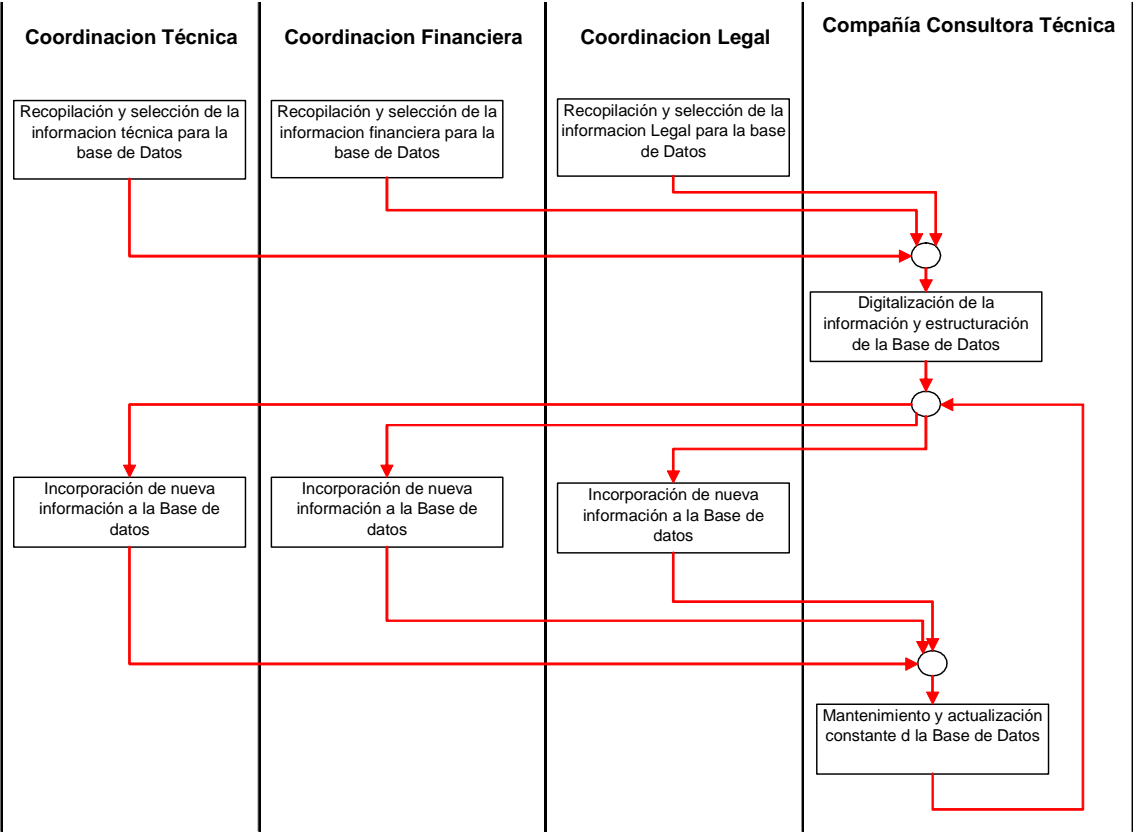 Coordinacion Técnica
Coordinacion Financiera
Coordinacion Legal
Compañía Consultora Técnica
Recopilación y selección de la
informacion técnica para la
base de Datos
Recopilación y selección de la
informacion financiera para la
base de Datos
Recopilación y selección de la
informacion Legal para la base
de Datos
Digitalización de la
información y estructuración
de la Base de Datos
Incorporación de nueva
información a la Base de
datos
Incorporación de nueva
información a la Base de
datos
Incorporación de nueva
información a la Base de
datos
Mantenimiento y actualización
constante d la Base de Datos